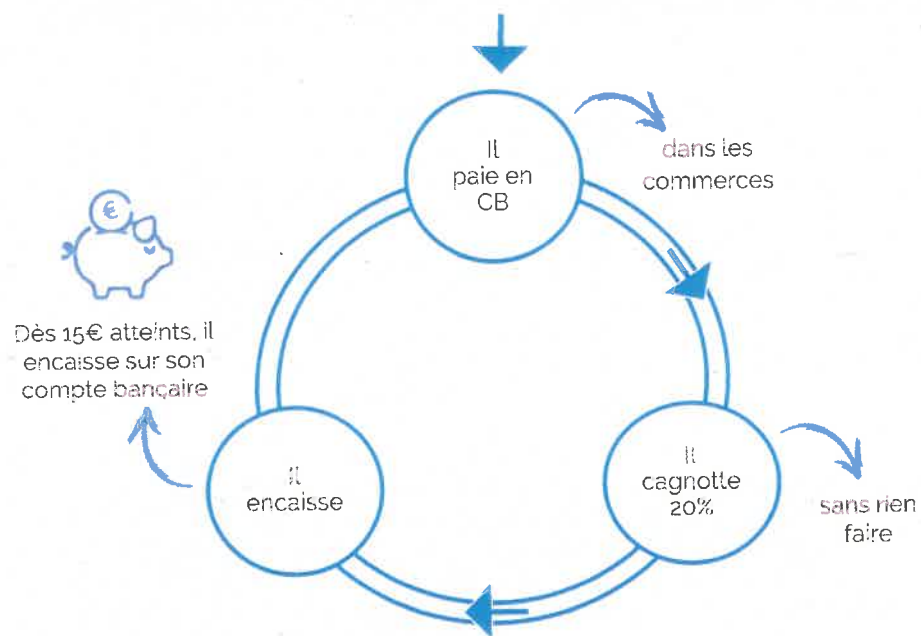 Il
paie en
CB
dans les
commerces
Il
cagnotte
20%
sans rien
faire
Il
encaisse
€
Dès 15€ atteints, il
encaisse sur son
compte bançaire